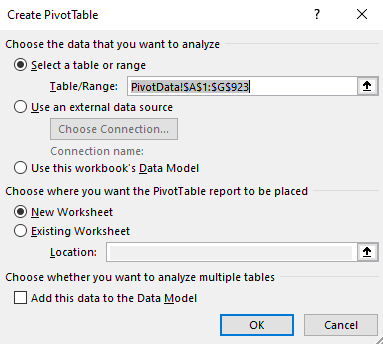 Create PivotTable
?
×
Choose the data that you want to analyze
Select a table or range
Table/Range: PivotData!$A$1:$G$923
Use an external data source
Choose Connection...
Connection name:
Use this workbook's Data Model
Choose where you want the PivotTable report to be placed
New Worksheet
Existing Worksheet
Location:
Choose whether you want to analyze multiple tables
Add this data to the Data Model
OK
Cancel